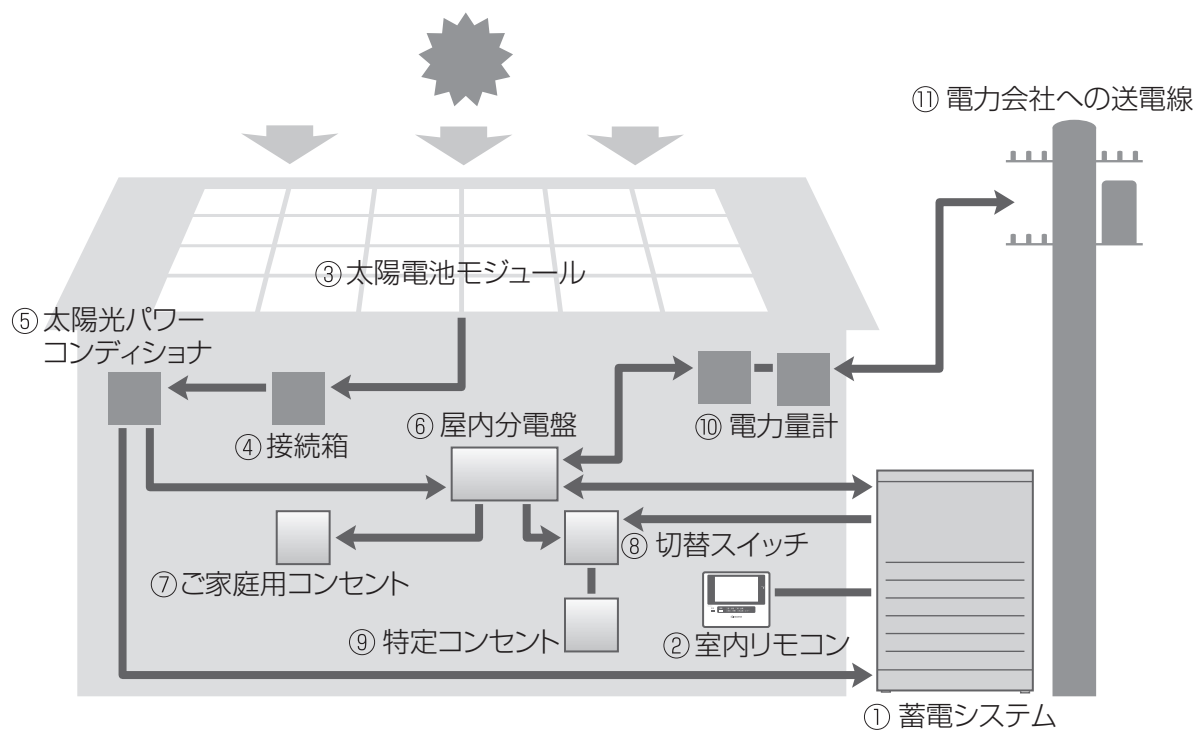 ⑪ 電力会社への送電線
③ 太陽電池モジュール
⑤ 太陽光パワー
コンディショナ
④ 接続箱
⑥ 屋内分電盤
⑩ 電力量計
⑦ ご家庭用コンセント
⑧ 切替スイッチ
⑨ 特定コンセント
② 室内リモコン
① 蓄電システム